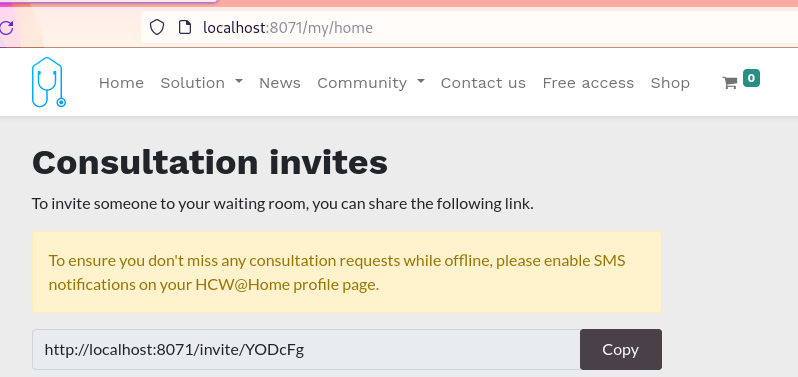 localhost:8071/my/home
Home Solution News Community Contact us Free access Shop 0
Consultation invites
To invite someone to your waiting room, you can share the following link.
To ensure you don't miss any consultation requests while offline, please enable SMS
notifications on your HCW@Home profile page.
http://localhost:8071/invite/YODcFg Copy